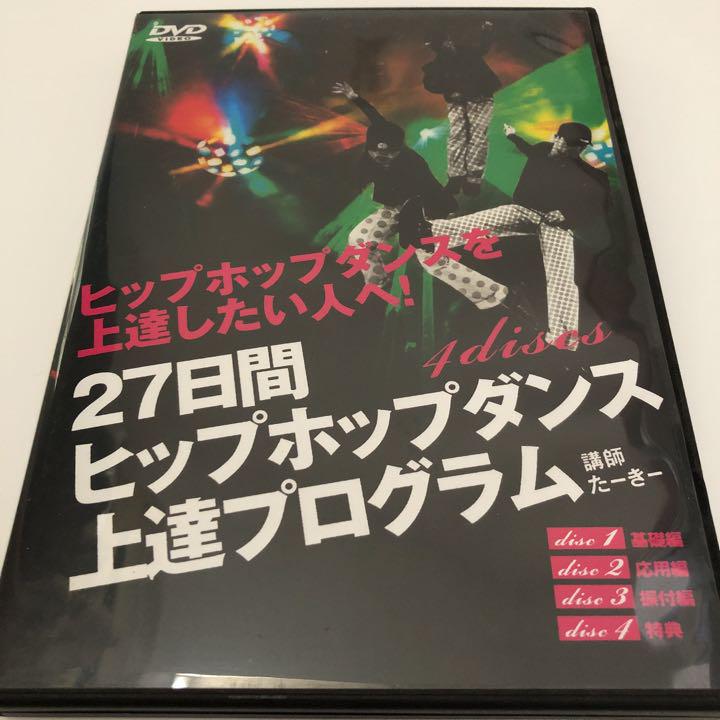 DVD
VIDEO
ヒップホップダンスを
上達したい人へ!
4discs
27日間
ヒップホップダンス
上達プログラム
講師
たーきー
disc 1 基礎編
disc 2 応用編
disc 3 振付編
disc 4 特典